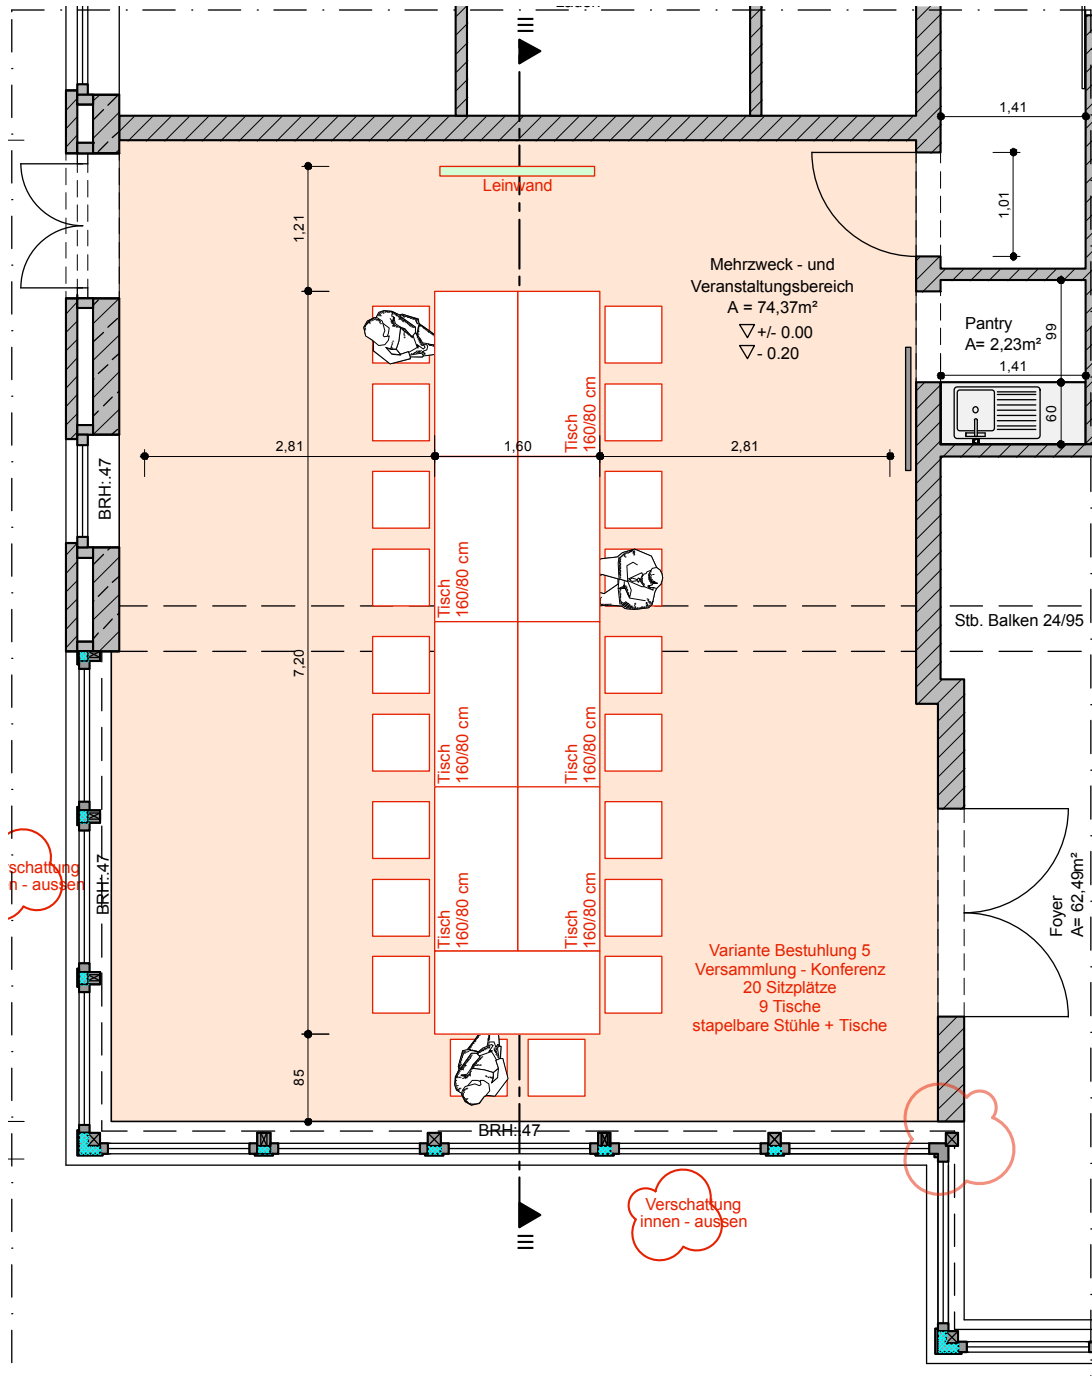 III
1,41
1,01
Leinwand
1,21
Mehrzweck - und
Veranstaltungsbereich
A = 74,37m²
+/- 0.00
- 0.20
Pantry
A= 2,23m²
99
1,41
60
Tisch
160/80 cm
2,81
1,60
2,81
BRH:.47
Tisch
160/80 cm
Stb. Balken 24/95
7,20
Tisch
160/80 cm
Tisch
160/80 cm
schattung
n - aussen
BRH:.47
Tisch
160/80 cm
Tisch
160/80 cm
Foyer
A= 62,49m²
Variante Bestuhlung 5
Versammlung - Konferenz
20 Sitzplätze
9 Tische
stapelbare Stühle + Tische
85
BRH:.47
Verschattung
innen - aussen
III